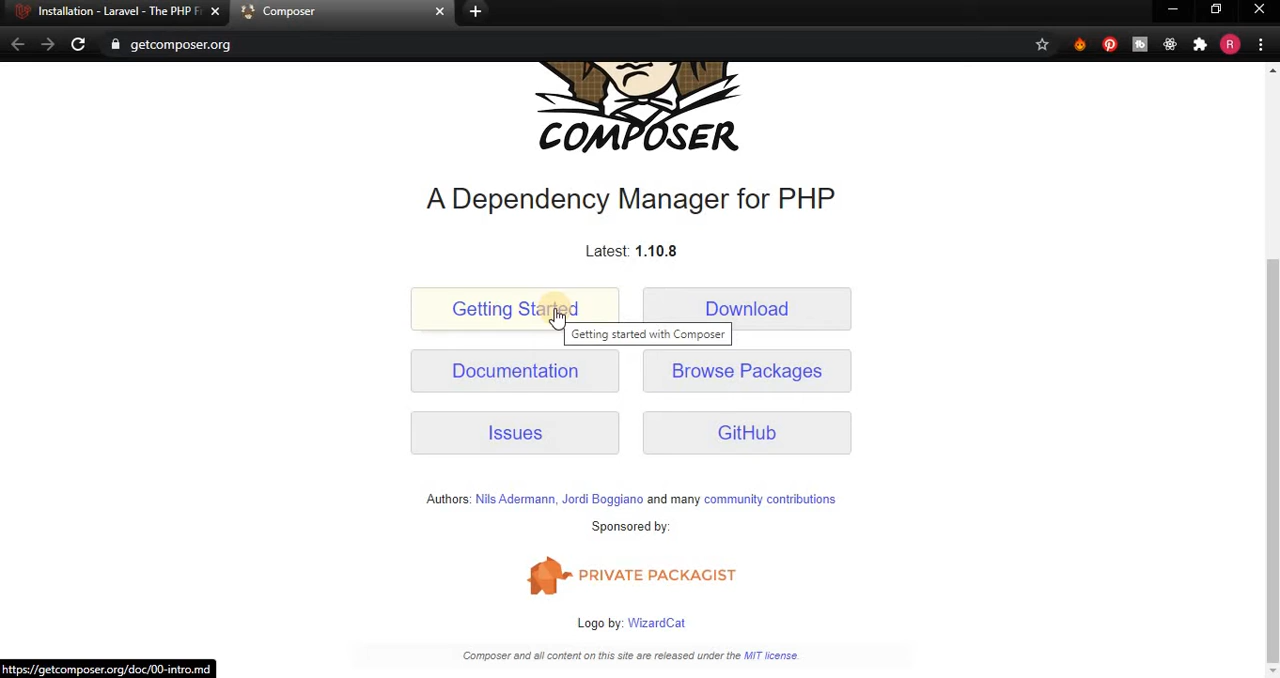 Installation - Laravel - The PHP F
Composer
getcomposer.org
R
COMPOSER
A Dependency Manager for PHP
Latest: 1.10.8
Getting Started
Download
Getting started with Composer
Documentation
Browse Packages
Issues
GitHub
Authors: Nils Adermann, Jordi Boggiano and many community contributions
Sponsored by:
PRIVATE PACKAGIST
Logo by: WizardCat
Composer and all content on this site are released under the MIT license.
https://getcomposer.org/doc/00-intro.md